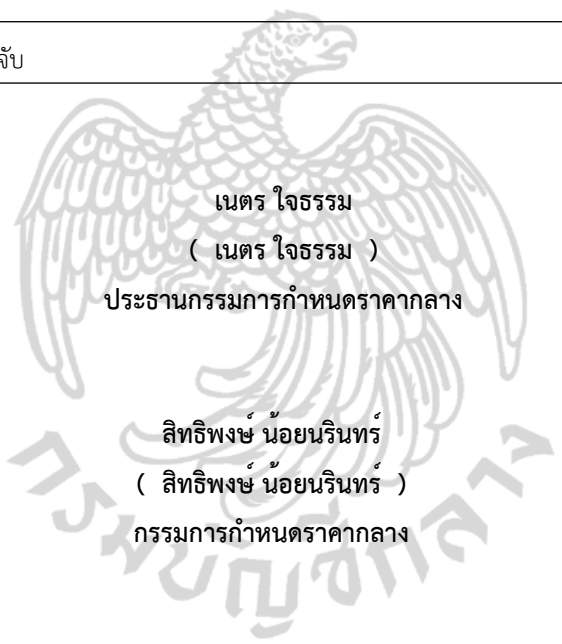 จับ
เนตร ใจธรรม
( เนตร ใจธรรม )
ประธานกรรมการกำหนดราคากลาง
สิทธิพงษ์ น้อยนรินทร์
( สิทธิพงษ์ น้อยนรินทร์ )
กรรมการกำหนดราคากลาง
กรมบัญชีกลาง